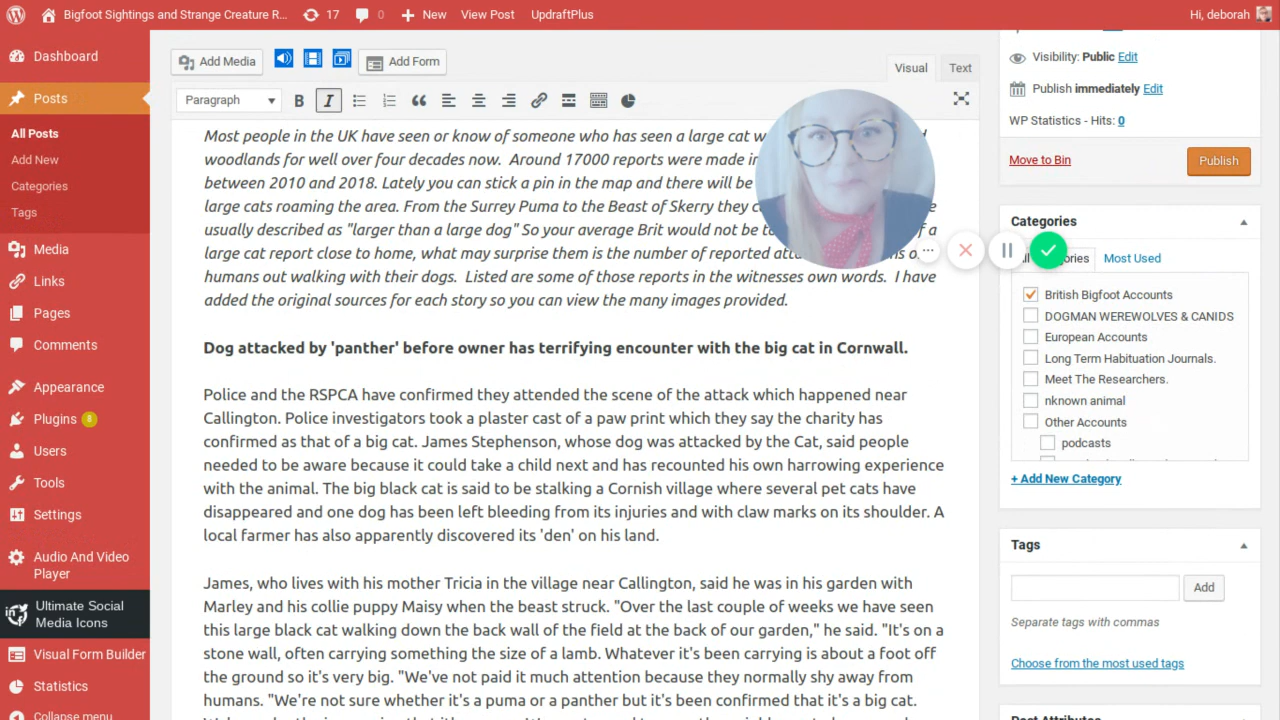 Bigfoot Sightings and Strange Creature R...
17
0
New
View Post
UpdraftPlus
Hi, deborah
Dashboard
Posts
All Posts
Add New
Categories
Tags
Media
Links
Pages
Comments
Appearance
Plugins 8
Users
Tools
Settings
Audio And Video
Player
Ultimate Social
Media Icons
Visual Form Builder
Statistics
Collapse menu
Add Media
Add Form
Visual
Text
Paragraph
B
I
Most people in the UK have seen or know of someone who has seen a large cat
woodlands for well over four decades now. Around 17000 reports were made in
between 2010 and 2018. Lately you can stick a pin in the map and there will be
large cats roaming the area. From the Surrey Puma to the Beast of Skerry they
usually described as "larger than a large dog" So your average Brit would not be
large cat report close to home, what may surprise them is the number of reported
humans out walking with their dogs. Listed are some of those reports in the witnesses own words. I have
added the original sources for each story so you can view the many images provided.
Dog attacked by 'panther' before owner has terrifying encounter with the big cat in Cornwall.
Police and the RSPCA have confirmed they attended the scene of the attack which happened near
Callington. Police investigators took a plaster cast of a paw print which they say the charity has
confirmed as that of a big cat. James Stephenson, whose dog was attacked by the Cat, said people
needed to be aware because it could take a child next and has recounted his own harrowing experience
with the animal. The big black cat is said to be stalking a Cornish village where several pet cats have
disappeared and one dog has been left bleeding from its injuries and with claw marks on its shoulder. A
local farmer has also apparently discovered its 'den' on his land.
James, who lives with his mother Tricia in the village near Callington, said he was in his garden with
Marley and his collie puppy Maisy when the beast struck. "Over the last couple of weeks we have seen
this large black cat walking down the back wall of the field at the back of our garden," he said. "It's on a
stone wall, often carrying something the size of a lamb. Whatever it's been carrying is about a foot off
the ground so it's very big. "We've not paid it much attention because they normally shy away from
humans. "We're not sure whether it's a puma or a panther but it's been confirmed that it's a big cat.
Visibility: Public Edit
Publish immediately Edit
WP Statistics - Hits: 0
Move to Bin
Publish
Categories
Most Used
British Bigfoot Accounts
DOGMAN WEREWOLVES & CANIDS
European Accounts
Long Term Habituation Journals.
Meet The Researchers.
nknown animal
Other Accounts
podcasts
+ Add New Category
Tags
Add
Separate tags with commas
Choose from the most used tags
Post Attributes